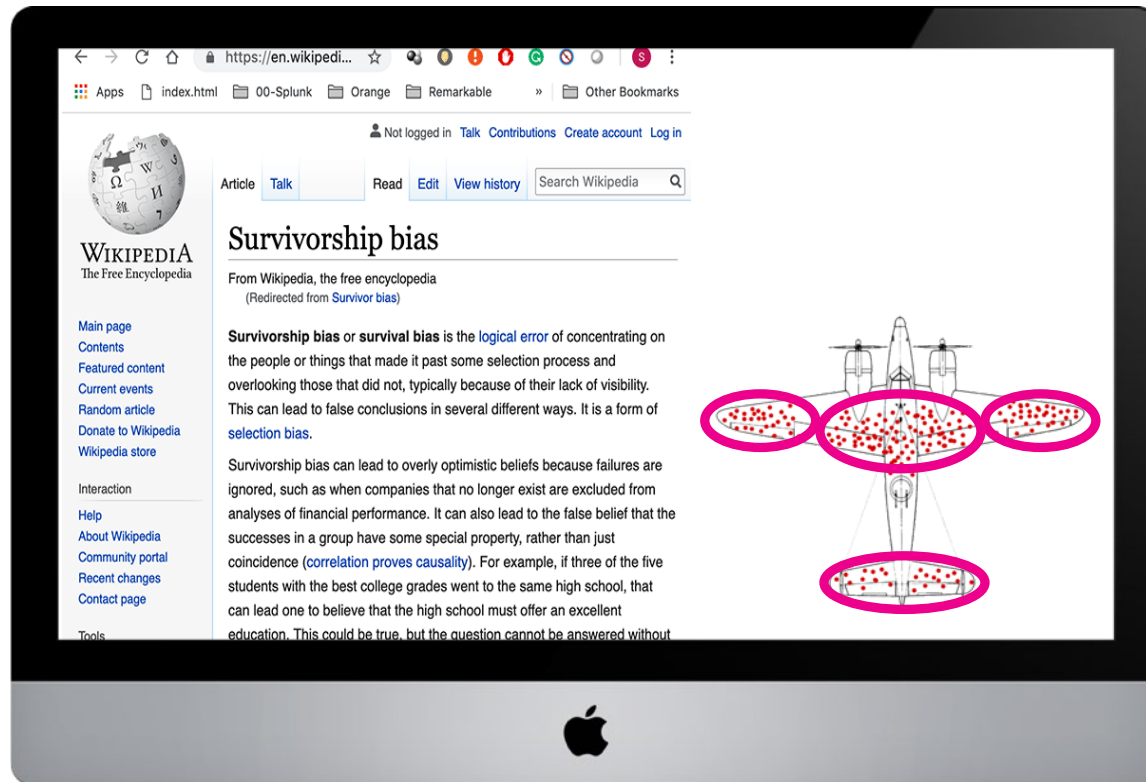 https://en.wikipedi...
S
Apps index.html 00-Splunk Orange Remarkable » Other Bookmarks
Not logged in Talk Contributions Create account Log in
Article Talk Read Edit View history Search Wikipedia
Ω W И 維 7
WIKIPEDIA
The Free Encyclopedia
Main page
Contents
Featured content
Current events
Random article
Donate to Wikipedia
Wikipedia store
Interaction
Help
About Wikipedia
Community portal
Recent changes
Contact page
Tools
Survivorship bias
From Wikipedia, the free encyclopedia
(Redirected from Survivor bias)
Survivorship bias or survival bias is the logical error of concentrating on
the people or things that made it past some selection process and
overlooking those that did not, typically because of their lack of visibility.
This can lead to false conclusions in several different ways. It is a form of
selection bias.
Survivorship bias can lead to overly optimistic beliefs because failures are
ignored, such as when companies that no longer exist are excluded from
analyses of financial performance. It can also lead to the false belief that the
successes in a group have some special property, rather than just
coincidence (correlation proves causality). For example, if three of the five
students with the best college grades went to the same high school, that
can lead one to believe that the high school must offer an excellent
education. This could be true, but the question cannot be answered without